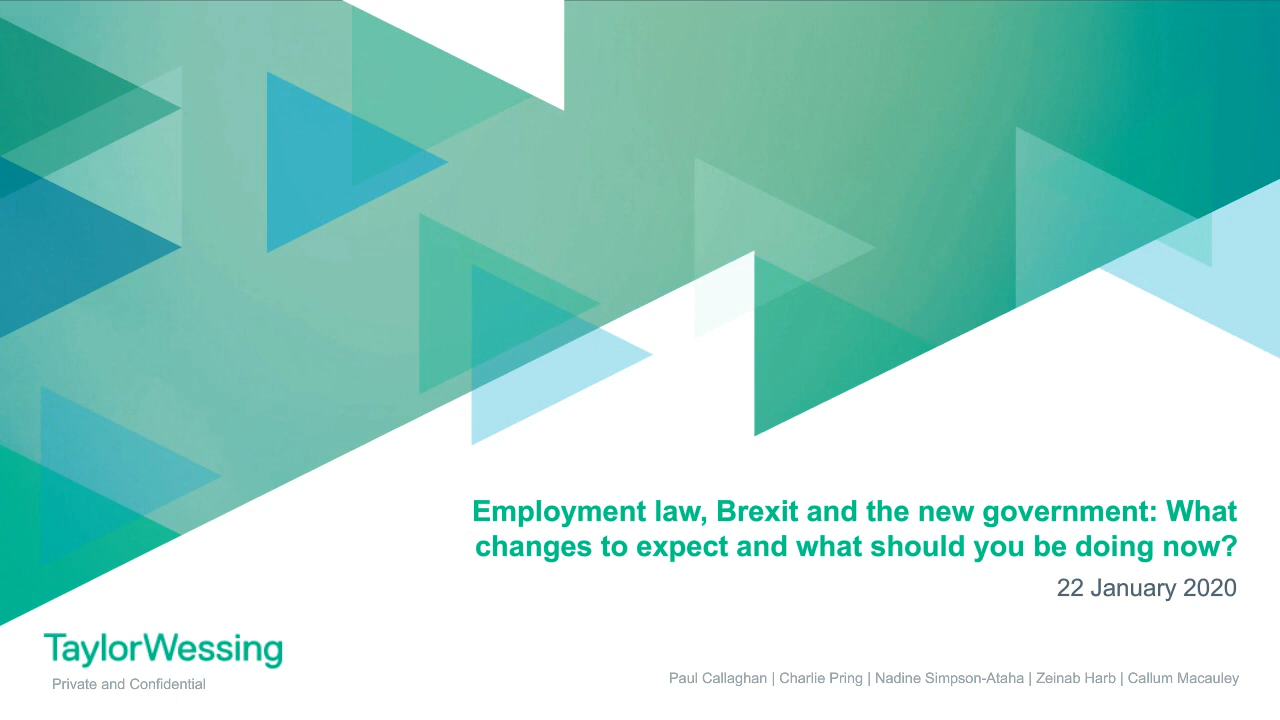 Employment law, Brexit and the new government: What
changes to expect and what should you be doing now?
22 January 2020
TaylorWessing
Private and Confidential
Paul Callaghan | Charlie Pring | Nadine Simpson-Ataha | Zeinab Harb | Callum Macauley